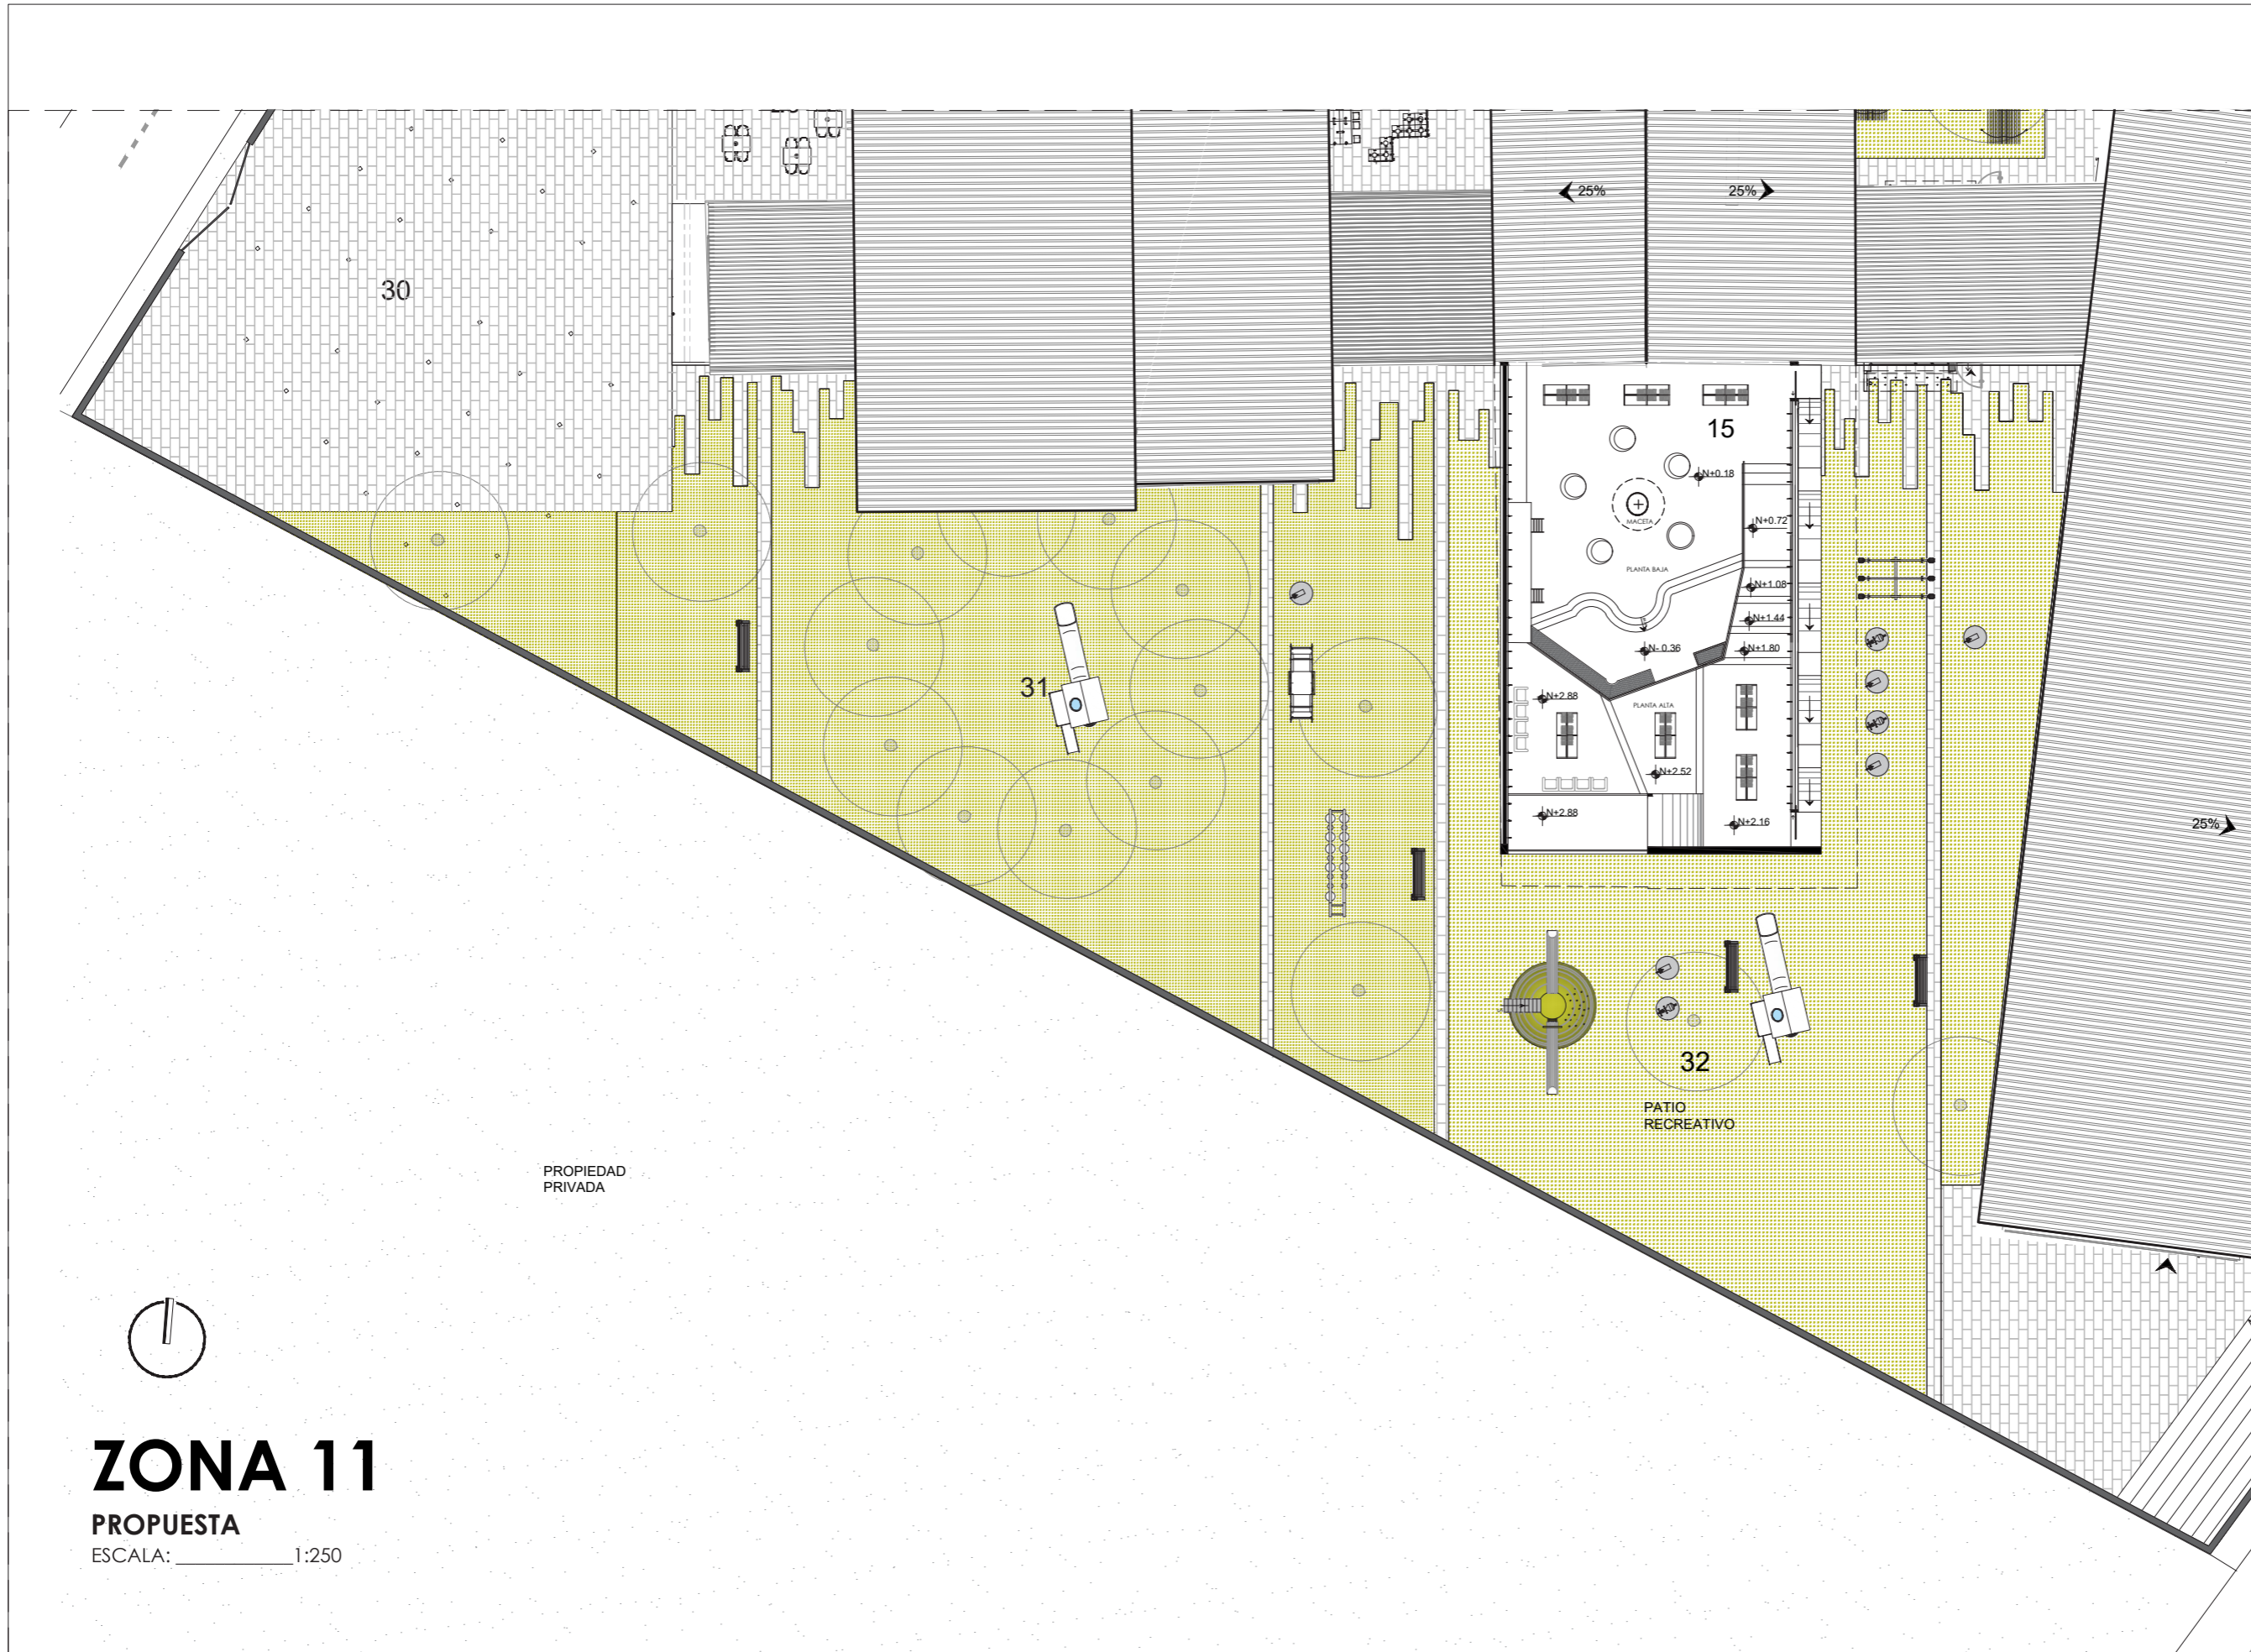 25%
25%
30
15
N+0.18
MACETA
N+0.72
PLANTA BAJA
N+1.08
N+1.44
N- 0.36
N+1.80
31
N+2.88
PLANTA ALTA
N+2.52
N+2.88
N+2.16
25%
32
PATIO
RECREATIVO
PROPIEDAD
PRIVADA
ZONA 11
PROPUESTA
ESCALA: ____________1:250